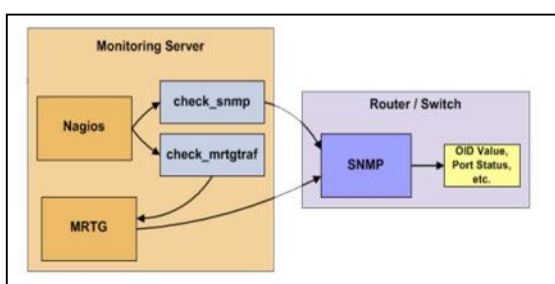 Monitoring Server
Nagios
check_snmp
check_mrtgtraf
MRTG
Router / Switch
SNMP
OID Value,
Port Status,
etc.